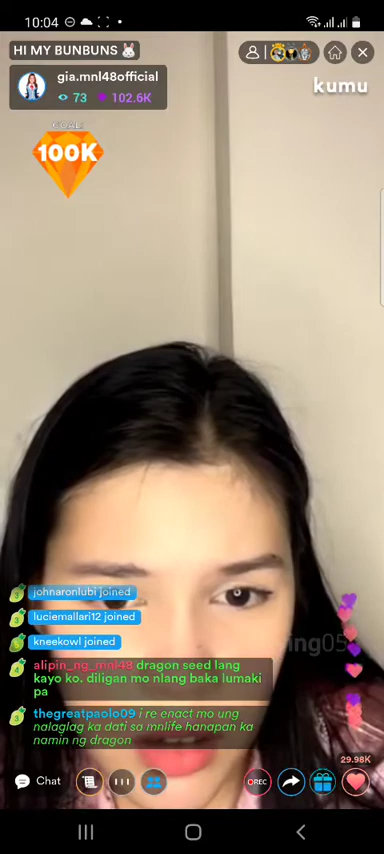 10:04
HI MY BUNBUNS 🐰
gia.mnl48official
73 102.6K
kumu
GOAL:
100K
johnaronlubi joined
luciemallari12 joined
kneekowl joined
alipin_ng_mnl48 dragon seed lang
kayo ko. diligan mo nlang baka lumaki
pa
thegreatpaolo09 i re enact mo ung
nalaglag ka dati sa mnlife hanapan ka
namin ng dragon
29.98K
Chat
REC